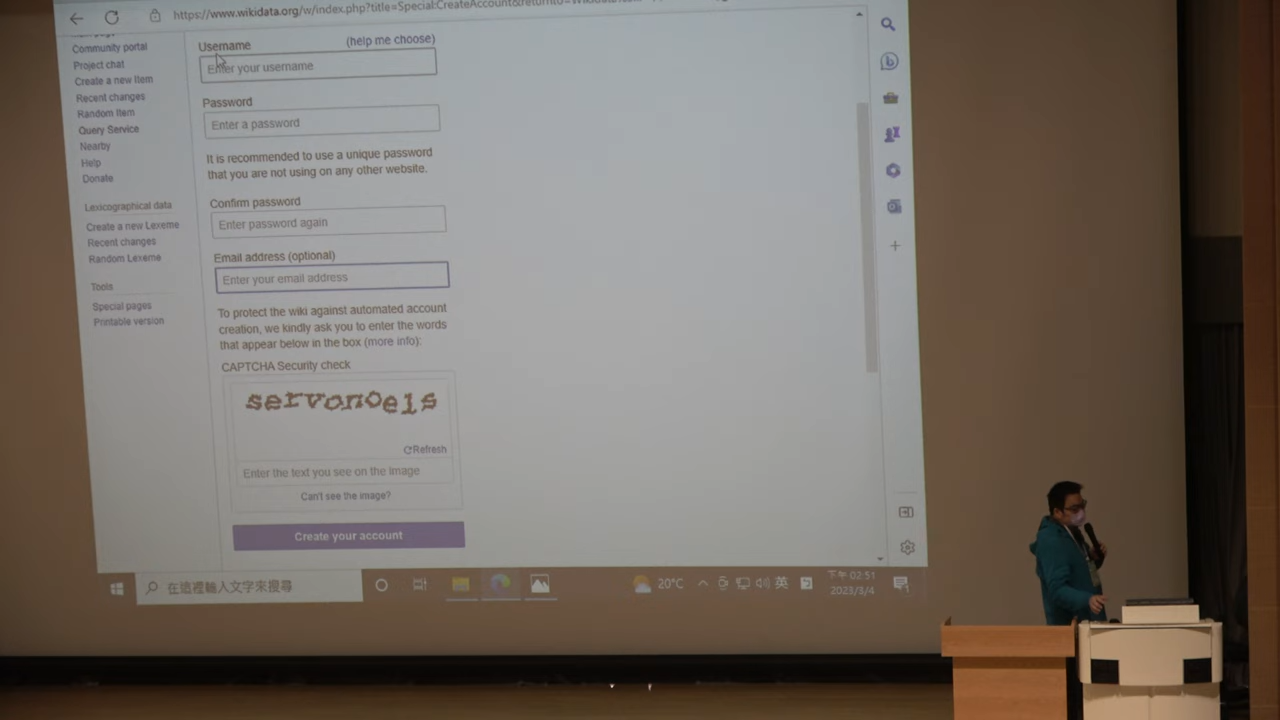 https://www.wikidata.org/w/index.php?title=Special:CreateAccount&returnto=Wikidata
Community portal
Project chat
Create a new Item
Recent changes
Random Item
Query Service
Nearby
Help
Donate
Lexicographical data
Create a new Lexeme
Recent changes
Random Lexeme
Tools
Special pages
Printable version
Username (help me choose)
Enter your username
Password
Enter a password
It is recommended to use a unique password
that you are not using on any other website.
Confirm password
Enter password again
Email address (optional)
Enter your email address
To protect the wiki against automated account
creation, we kindly ask you to enter the words
that appear below in the box (more info):
CAPTCHA Security check
servanoels
Refresh
Enter the text you see on the image
Can't see the image?
Create your account
在這裡輸入文字來搜尋
20°C
英
下午 02:51
2023/3/4